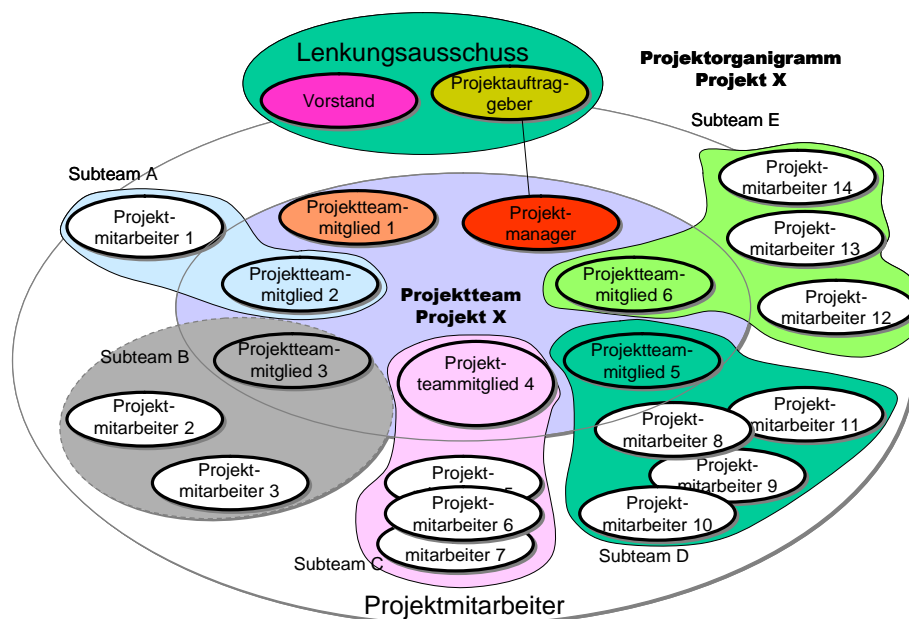 Lenkungsausschuss
Vorstand
Projektauftrag-
geber
Projektorganigramm
Projekt X
Subteam E
Subteam A
Projekt-
mitarbeiter 1
Projektteam-
mitglied 1
Projekt-
manager
Projekt-
mitarbeiter 14
Projekt-
mitarbeiter 13
Projektteam-
mitglied 2
Projektteam-
mitglied 6
Projekt-
mitarbeiter 12
Projektteam
Projekt X
Subteam B
Projektteam-
mitglied 3
Projekt-
teammitglied 4
Projektteam-
mitglied 5
Projekt-
mitarbeiter 2
Projekt-
mitarbeiter 8
Projekt-
mitarbeiter 11
Projekt-
mitarbeiter 3
Projekt-
Projekt-
mitarbeiter 6
mitarbeiter 7
Projekt-
mitarbeiter 9
Projekt-
mitarbeiter 10
Subteam C
Subteam D
Projektmitarbeiter